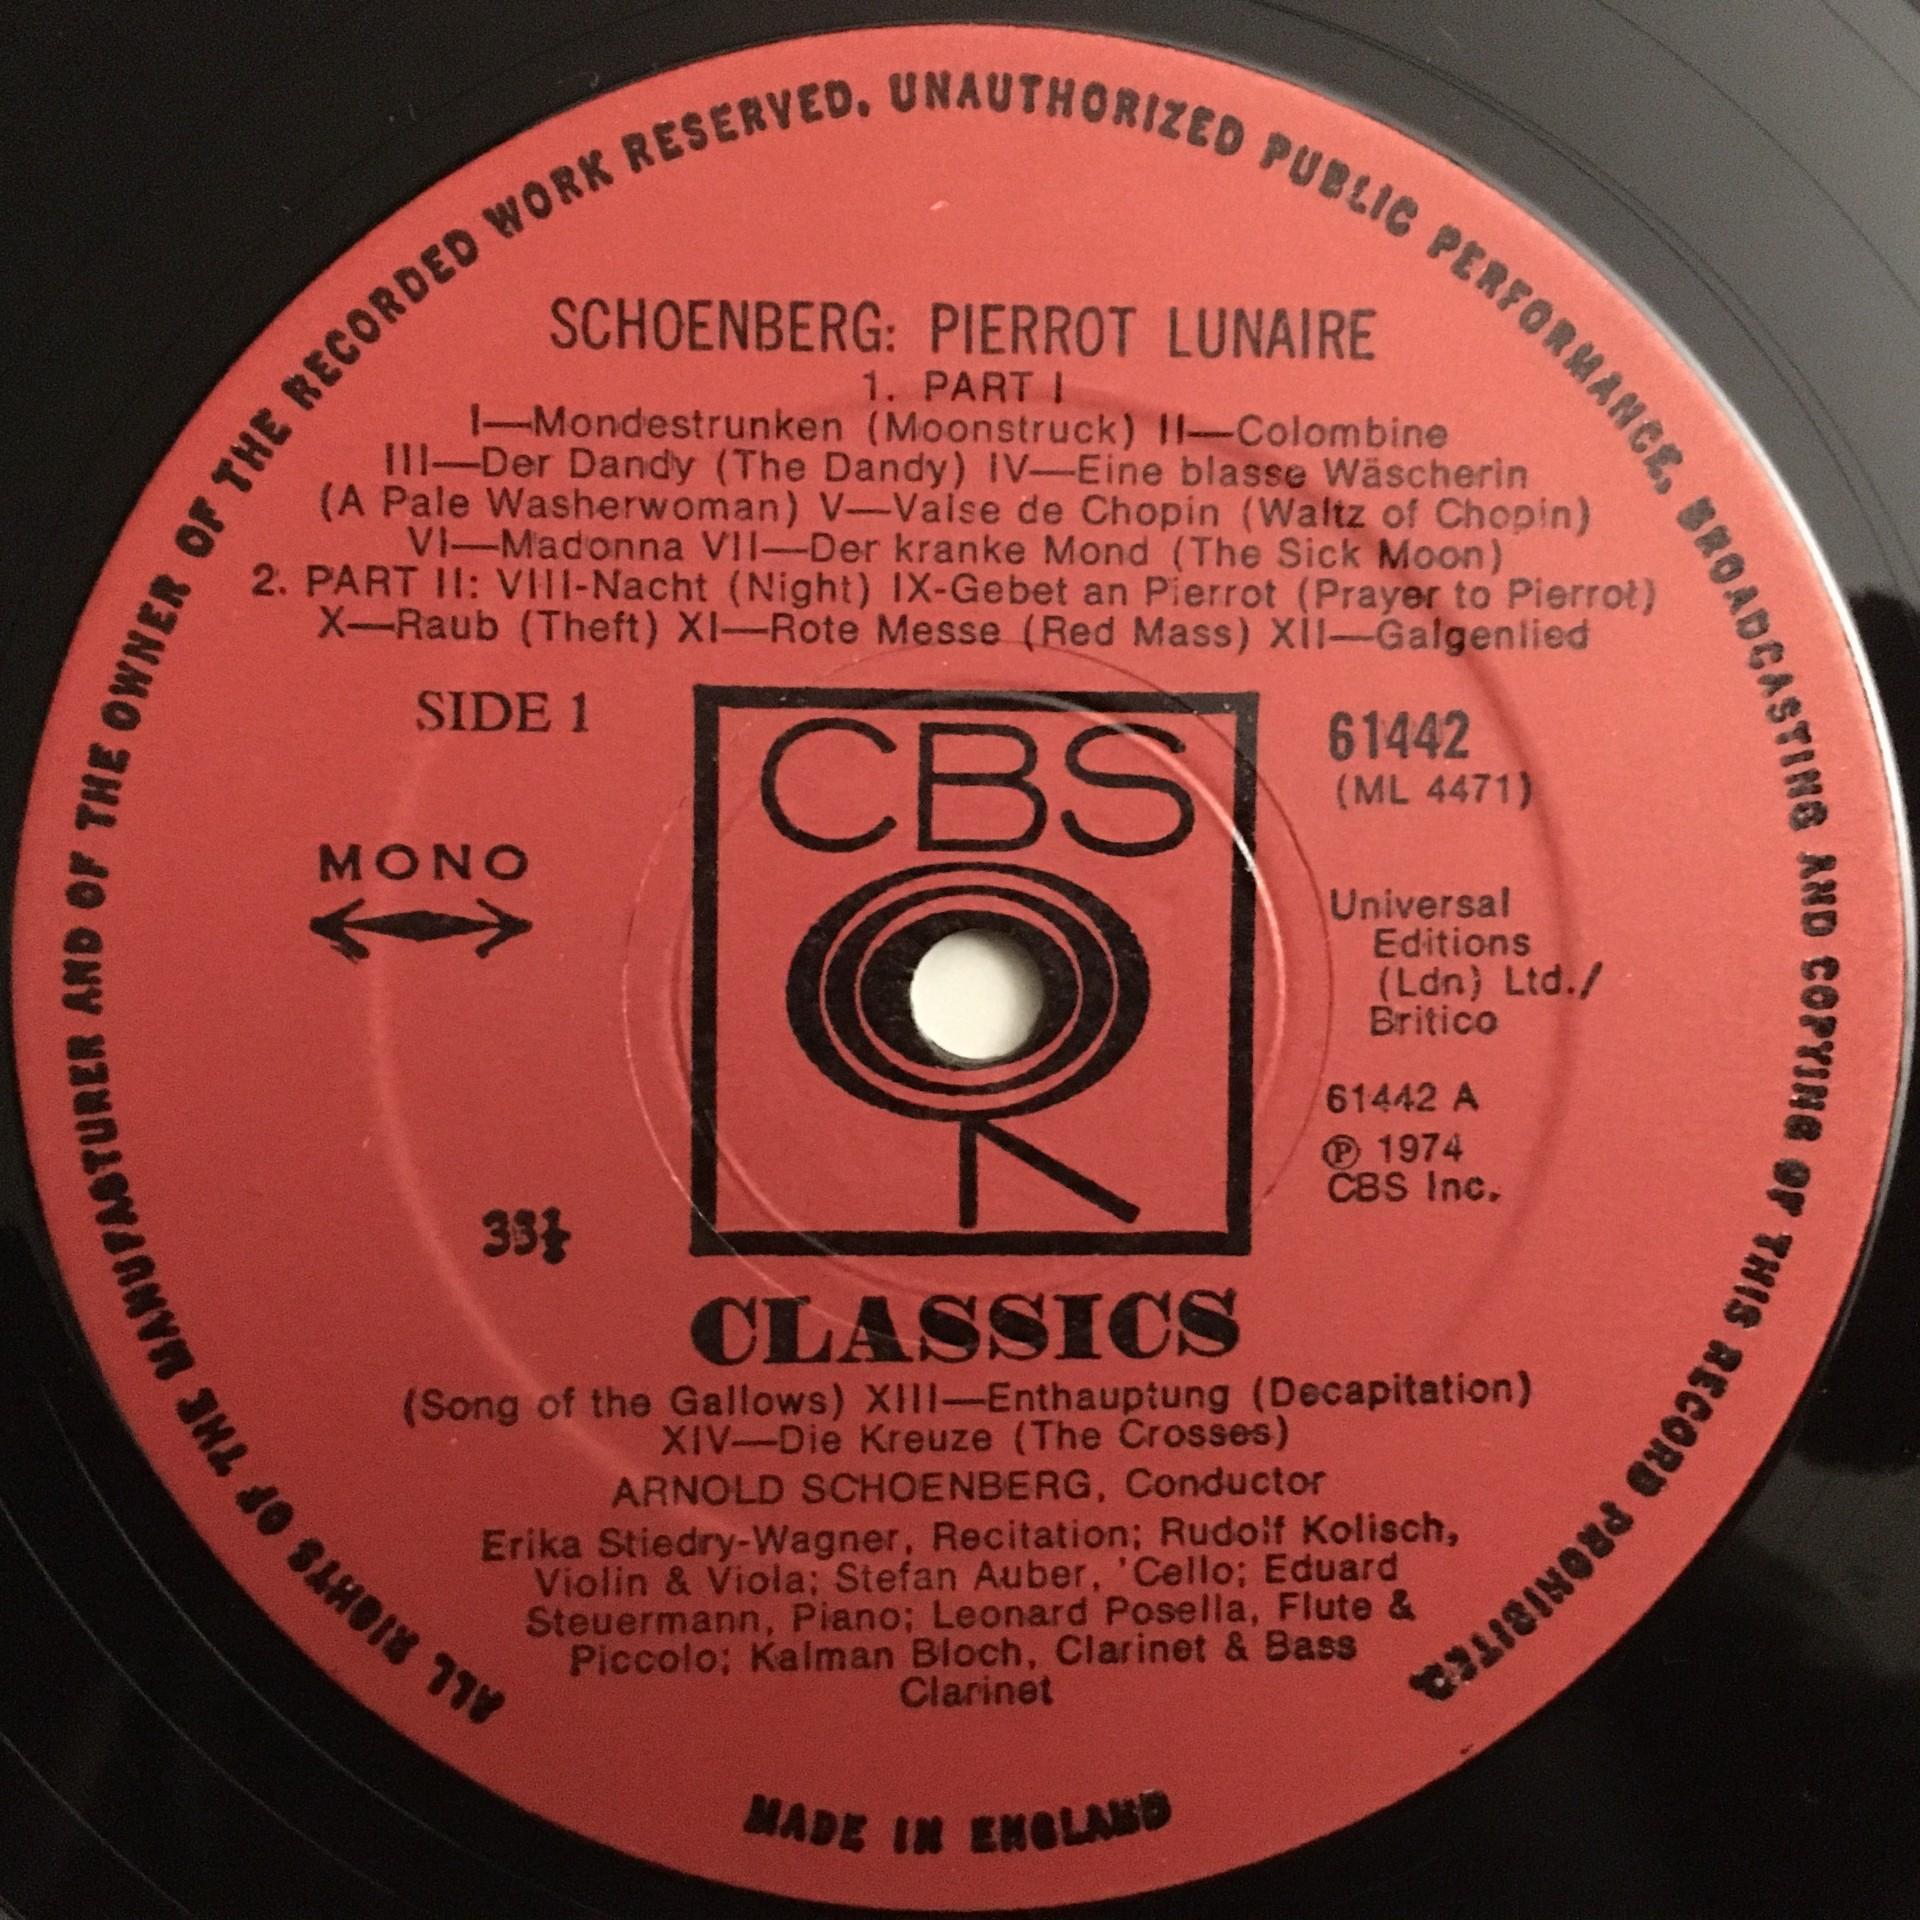 ALL RIGHTS OF THE MANUFACTURER AND OF THE OWNER OF THE RECORDED WORK RESERVED. UNAUTHORIZED PUBLIC PERFORMANCE, BROADCASTING AND COPYING OF THIS RECORD PROHIBITED.
SCHOENBERG: PIERROT LUNAIRE
1. PART I
I—Mondestrunken (Moonstruck) II—Colombine
III—Der Dandy (The Dandy) IV—Eine blasse Wäscherin
(A Pale Washerwoman) V—Valse de Chopin (Waltz of Chopin)
VI—Madonna VII—Der kranke Mond (The Sick Moon)
2. PART II: VIII-Nacht (Night) IX-Gebet an Pierrot (Prayer to Pierrot)
X—Raub (Theft) XI—Rote Messe (Red Mass) XII—Galgenlied
SIDE 1
MONO
33⅓
CBS
61442
(ML 4471)
Universal
Editions
(Ldn) Ltd./
Britico
61442 A
Ⓟ 1974
CBS Inc.
CLASSICS
(Song of the Gallows) XIII—Enthauptung (Decapitation)
XIV—Die Kreuze (The Crosses)
ARNOLD SCHOENBERG, Conductor
Erika Stiedry-Wagner, Recitation; Rudolf Kolisch,
Violin & Viola; Stefan Auber, 'Cello; Eduard
Steuermann, Piano; Leonard Posella, Flute &
Piccolo; Kalman Bloch, Clarinet & Bass
Clarinet
MADE IN ENGLAND